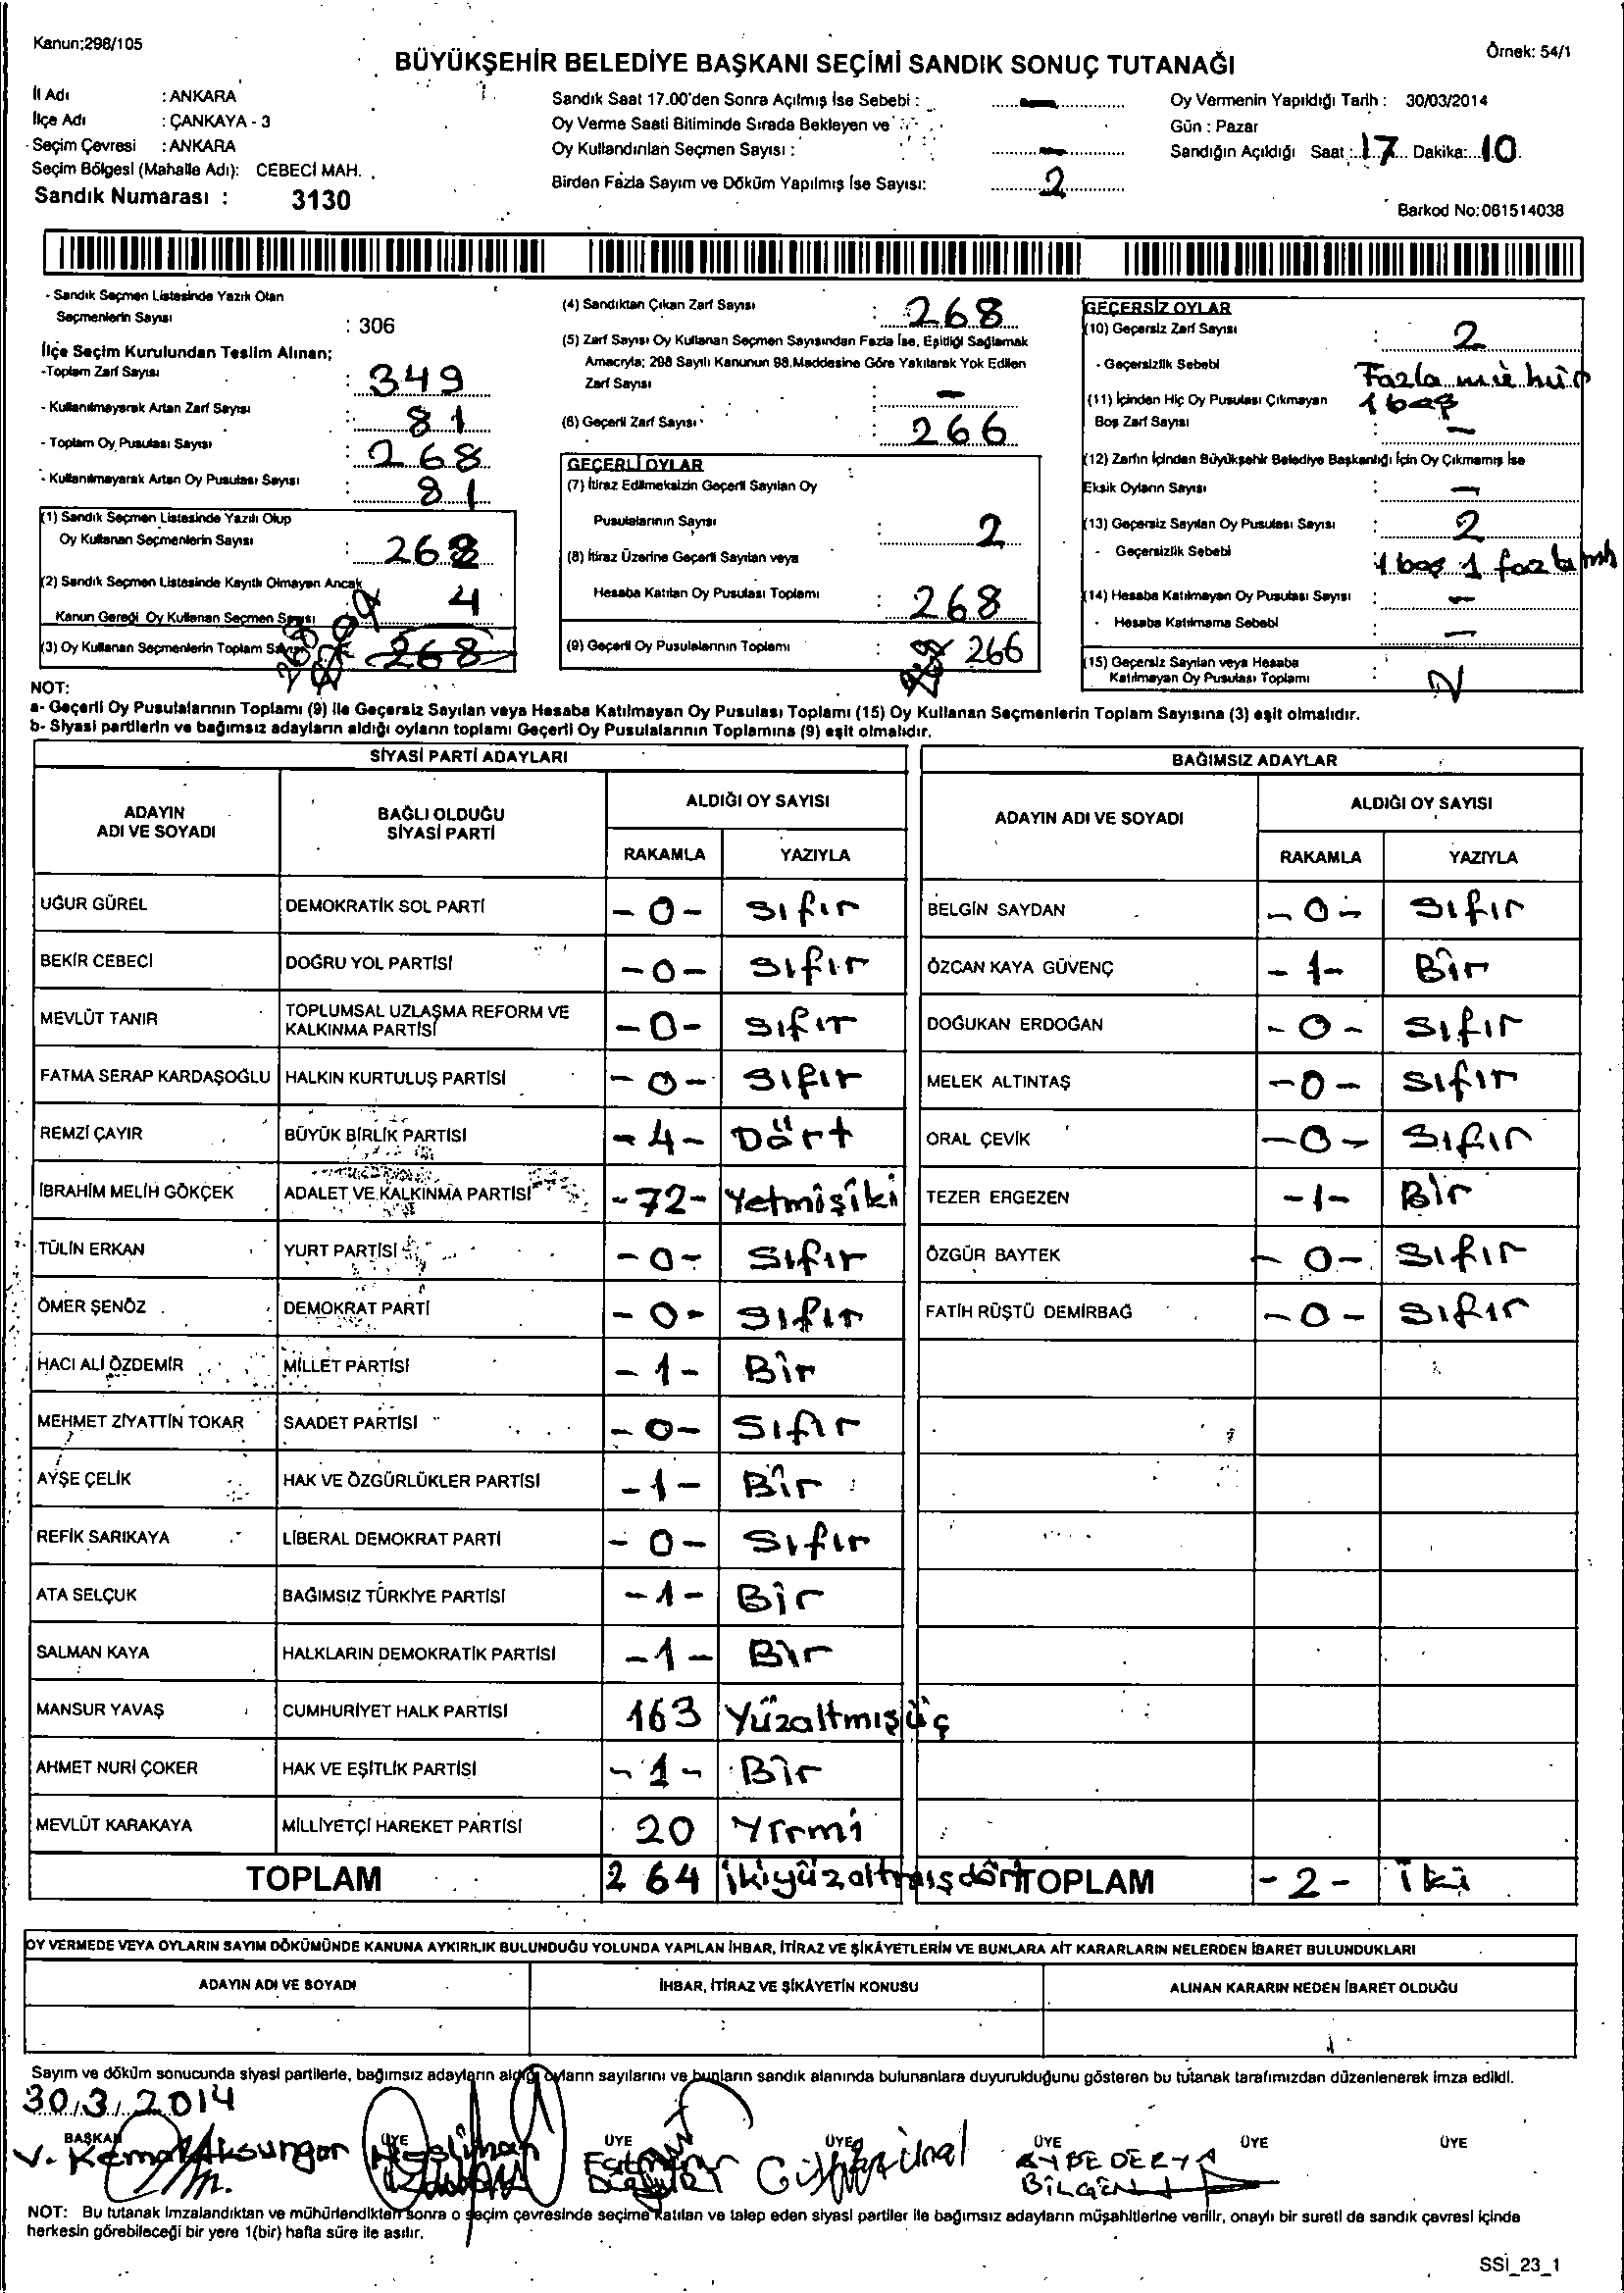 Kanun;298/105
Örnek: 54/1
BÜYÜKŞEHİR BELEDİYE BAŞKANI SEÇİMİ SANDIK SONUÇ TUTANAĞI
İl Adı : ANKARA
İlçe Adı : ÇANKAYA - 3
Seçim Çevresi : ANKARA
Seçim Bölgesi (Mahalle Adı): CEBECİ MAH.
Sandık Numarası : 3130
Sandık Saat 17.00'den Sonra Açılmış İse Sebebi : -
Oy Verme Saati Bitiminde Sırada Bekleyen ve
Oy Kullandırılan Seçmen Sayısı : -
Birden Fazla Sayım ve Döküm Yapılmış İse Sayısı: 2
Oy Vermenin Yapıldığı Tarih : 30/03/2014
Gün : Pazar
Sandığın Açıldığı Saat : 17 Dakika: 10
Barkod No:061514038
- Sandık Seçmen Listesinde Yazılı Olan
Seçmenlerin Sayısı : 306
İlçe Seçim Kurulundan Teslim Alınan;
-Toplam Zarf Sayısı : 349
- Kullanılmayarak Artan Zarf Sayısı : 81
- Toplam Oy Pusulası Sayısı : 268
- Kullanılmayarak Artan Oy Pusulası Sayısı : 81
(1) Sandık Seçmen Listesinde Yazılı Olup
Oy Kullanan Seçmenlerin Sayısı : 268
(2) Sandık Seçmen Listesinde Kayıtlı Olmayan Ancak
Kanun Gereği Oy Kullanan Seçmen Sayısı 4
(3) Oy Kullanan Seçmenlerin Toplam Sayısı 268
(4) Sandıktan Çıkan Zarf Sayısı : 268
(5) Zarf Sayısı Oy Kullanan Seçmen Sayısından Fazla İse, Eşitliği Sağlamak
Amacıyla; 298 Sayılı Kanunun 98.Maddesine Göre Yakılarak Yok Edilen
Zarf Sayısı : -
(6) Geçerli Zarf Sayısı : 266
GEÇERLİ OYLAR
(7) İtiraz Edilmeksizin Geçerli Sayılan Oy
Pusulalarının Sayısı : 2
(8) İtiraz Üzerine Geçerli Sayılan veya
Hesaba Katılan Oy Pusulası Toplamı : 268
(9) Geçerli Oy Pusulalarının Toplamı : 266
GEÇERSİZ OYLAR
(10) Geçersiz Zarf Sayısı : 2
- Geçersizlik Sebebi Fazla mühür
1 boş
(11) İçinden Hiç Oy Pusulası Çıkmayan
Boş Zarf Sayısı : -
(12) Zarfın İçinden Büyükşehir Belediye Başkanlığı İçin Oy Çıkmamış İse
Eksik Oyların Sayısı : -
(13) Geçersiz Sayılan Oy Pusulası Sayısı : 2
- Geçersizlik Sebebi 1 boş 1 fazla mh
(14) Hesaba Katılmayan Oy Pusulası Sayısı : -
- Hesaba Katılmama Sebebi : -
(15) Geçersiz Sayılan veya Hesaba
Katılmayan Oy Pusulası Toplamı : 2
NOT:
a- Geçerli Oy Pusulalarının Toplamı (9) ile Geçersiz Sayılan veya Hesaba Katılmayan Oy Pusulası Toplamı (15) Oy Kullanan Seçmenlerin Toplam Sayısına (3) eşit olmalıdır.
b- Siyasi partilerin ve bağımsız adayların aldığı oyların toplamı Geçerli Oy Pusulalarının Toplamına (9) eşit olmalıdır.
SİYASİ PARTİ ADAYLARI
ADAYIN ADI VE SOYADI BAĞLI OLDUĞU SİYASİ PARTİ ALDIĞI OY SAYISI
RAKAMLA YAZIYLA
UĞUR GÜREL DEMOKRATİK SOL PARTİ -0- Sıfır
BEKİR CEBECİ DOĞRU YOL PARTİSİ -0- Sıfır
MEVLÜT TANIR TOPLUMSAL UZLAŞMA REFORM VE KALKINMA PARTİSİ -0- Sıfır
FATMA SERAP KARDAŞOĞLU HALKIN KURTULUŞ PARTİSİ -0- Sıfır
REMZİ ÇAYIR BÜYÜK BİRLİK PARTİSİ -4- Dört
İBRAHİM MELİH GÖKÇEK ADALET VE KALKINMA PARTİSİ -72- Yetmişiki
TÜLİN ERKAN YURT PARTİSİ -0- Sıfır
ÖMER ŞENÖZ DEMOKRAT PARTİ -0- Sıfır
HACI ALİ ÖZDEMİR MİLLET PARTİSİ -1- Bir
MEHMET ZİYATTİN TOKAR SAADET PARTİSİ -0- Sıfır
AYŞE ÇELİK HAK VE ÖZGÜRLÜKLER PARTİSİ -1- Bir
REFİK SARIKAYA LİBERAL DEMOKRAT PARTİ -0- Sıfır
ATA SELÇUK BAĞIMSIZ TÜRKİYE PARTİSİ -1- Bir
SALMAN KAYA HALKLARIN DEMOKRATİK PARTİSİ -1- Bir
MANSUR YAVAŞ CUMHURİYET HALK PARTİSİ 163 Yüzaltmışüç
AHMET NURİ ÇOKER HAK VE EŞİTLİK PARTİSİ -1- Bir
MEVLÜT KARAKAYA MİLLİYETÇİ HAREKET PARTİSİ 20 Yirmi
TOPLAM 264 İkiyüzaltmışdört
BAĞIMSIZ ADAYLAR
ADAYIN ADI VE SOYADI ALDIĞI OY SAYISI
RAKAMLA YAZIYLA
BELGİN SAYDAN -0- Sıfır
ÖZCAN KAYA GÜVENÇ -1- Bir
DOĞUKAN ERDOĞAN -0- Sıfır
MELEK ALTINTAŞ -0- Sıfır
ORAL ÇEVİK -0- Sıfır
TEZER ERGEZEN -1- Bir
ÖZGÜR BAYTEK -0- Sıfır
FATİH RÜŞTÜ DEMİRBAĞ -0- Sıfır
TOPLAM -2- iki
OY VERMEDE VEYA OYLARIN SAYIM DÖKÜMÜNDE KANUNA AYKIRILIK BULUNDUĞU YOLUNDA YAPILAN İHBAR, İTİRAZ VE ŞİKÂYETLERİN VE BUNLARA AİT KARARLARIN NELERDEN İBARET BULUNDUKLARI
ADAYIN ADI VE SOYADI İHBAR, İTİRAZ VE ŞİKÂYETİN KONUSU ALINAN KARARIN NEDEN İBARET OLDUĞU
Sayım ve döküm sonucunda siyasi partilerle, bağımsız adayların aldığı oyların sayılarını ve bunların sandık alanında bulunanlara duyurulduğunu gösteren bu tutanak tarafımızdan düzenlenerek imza edildi.
30.3.2014
BAŞKAN ÜYE ÜYE ÜYE ÜYE ÜYE ÜYE
V. Kemal Aksungar
AYBEDERYA
BİLGEN
NOT: Bu tutanak imzalandıktan ve mühürlendikten sonra o seçim çevresinde seçime katılan ve talep eden siyasi partiler ile bağımsız adayların müşahitlerine verilir, onaylı bir sureti de sandık çevresi içinde
herkesin görebileceği bir yere 1(bir) hafta süre ile asılır.
SSİ_23_1